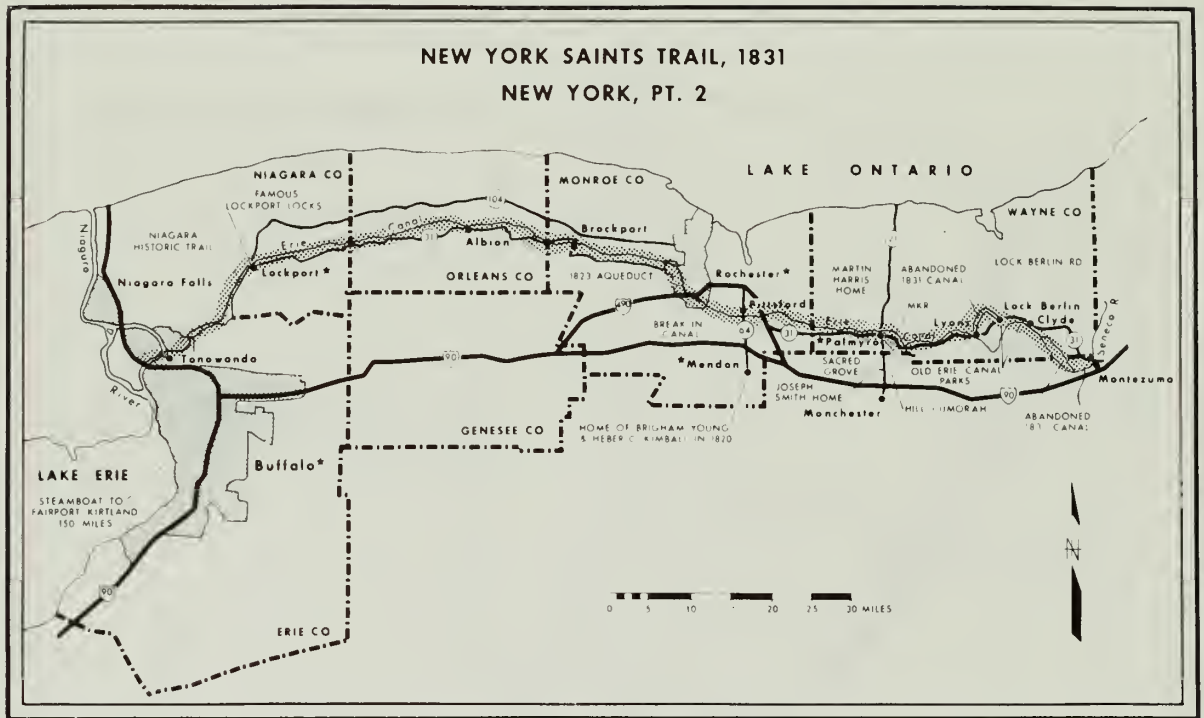 NEW YORK SAINTS TRAIL, 1831
NEW YORK, PT. 2
LAKE ONTARIO
NIAGARA CO
FAMOUS
LOCKPORT LOCKS
MONROE CO
WAYNE CO
Niagara
NIAGARA
HISTORIC TRAIL
Erie Canal
104
31
Albion
Brockport
Niagara Falls
Lockport*
ORLEANS CO
1823 AQUEDUCT
Rochester*
MARTIN
HARRIS
HOME
ABANDONED
1831 CANAL
LOCK BERLIN RD
490
Pittsford
MKR
Lock Berlin
Clyde
Seneca R
BREAK IN
CANAL
64
31
Erie
Canal
Lyons
31
Tonowanda
90
*Mendon
*Palmyra
SACRED
GROVE
OLD ERIE CANAL
PARKS
Montezuma
River
JOSEPH
SMITH HOME
Manchester
HILL CUMORAH
90
ABANDONED
CANAL
GENESEE CO
HOME OF BRIGHAM YOUNG
& HEBER C. KIMBALL IN 1820
LAKE ERIE
Buffalo*
STEAMBOAT TO
FAIRPORT KIRTLAND
150 MILES
N
90
0 5 10 15 20 25 30 MILES
ERIE CO